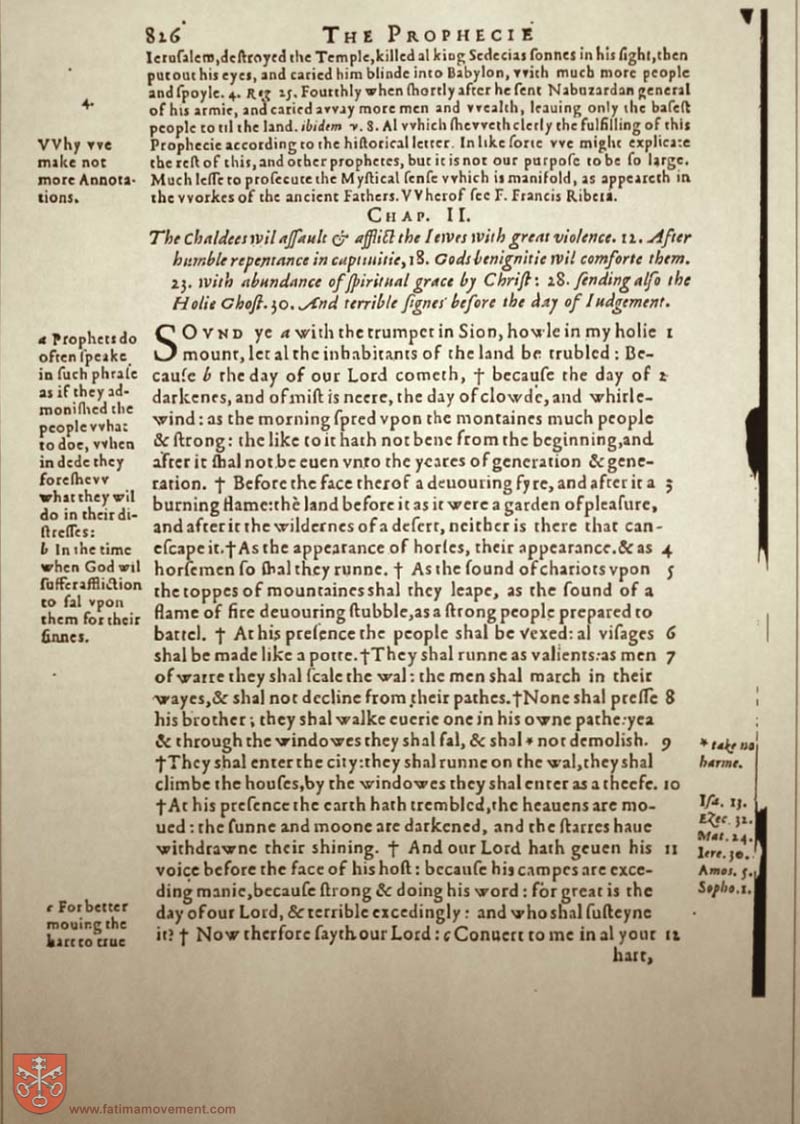 826 THE PROPHECIE
Ierusalem, destroyed the Temple, killed al king Sedecias sonnes in his sight, then
put out his eyes, and caried him blinde into Babylon, vvith much more people
and spoyle. 4. Reg 25. Fourthly when shortly after he sent Nabuzardan general
4.
of his armie, and caried avvay more men and vvealth, leauing only the basest
people to til the land. ibidem v. 8. Al vvhich shevveth clerly the fulfilling of this
VVhy vve
make not
more Annota-
tions.
Prophecie according to the historical letter. In like sorte vve might explicate
the rest of this, and other prophetes, but it is not our purpose to be so large.
Much lesse to prosecute the Mystical sense vvhich is manifold, as appeareth in
the vvorkes of the ancient Fathers. VVherof see F. Francis Ribera.
CHAP. II.
The Chaldees wil assault & afflict the Iewes with great violence. 12. After
humble repentance in captiuitie, 18. Gods benignitie wil comforte them.
23. with abundance of spiritual grace by Christ: 28. sending also the
Holie Ghost. 30. And terrible signes before the day of Iudgement.
a Prophets do
often speake
in such phrase
as if they ad-
monished the
people vvhat
to doe, vvhen
in dede they
foreshevv
what they wil
do in their di-
stresses:
b In the time
when God wil
suffer affliction
to fal vpon
them for their
sinnes.
SOVND ye a with the trumpet in Sion, howle in my holie 1
mount, let al the inhabitants of the land be trubled: Be-
cause b the day of our Lord cometh, † because the day of 2
darkenes, and of mist is neere, the day of clowde, and whirle-
wind: as the morning spred vpon the montaines much people
& strong: the like to it hath not bene from the beginning, and
after it shal not be euen vnto the yeares of generation & gene-
ration. † Before the face therof a deuouring fyre, and after it a 3
burning flame: the land before it as it were a garden of pleasure,
and after it the wildernes of a desert, neither is there that can
escape it. † As the appearance of horses, their appearance. & as 4
horsemen so shal they runne. † As the sound of chariots vpon 5
the toppes of mountaines shal they leape, as the sound of a
flame of fire deuouring stubble, as a strong people prepared to
battel. † At his presence the people shal be vexed: al visages 6
shal be made like a potte. † They shal runne as valients: as men 7
of warre they shal scale the wal: the men shal march in their
wayes, & shal not decline from their pathes. † None shal presse 8
his brother; they shal walke euerie one in his owne pathe: yea
& through the windowes they shal fal, & shal * not demolish. 9
†They shal enter the city: they shal runne on the wal, they shal
climbe the houses, by the windowes they shal enter as a theefe. 10
†At his presence the earth hath trembled, the heauens are mo-
ued: the sunne and moone are darkened, and the starres haue
withdrawne their shining. † And our Lord hath geuen his 11
voice before the face of his host: because his campes are exce-
ding manie, because strong & doing his word: for great is the
day of our Lord, & terrible excedingly: and who shal susteyne
it? † Now therfore sayth our Lord: c Conuert to me in al your 12
hart,
* take no
harme.
Isa. 13.
Ezec. 32.
Mat. 24.
Iere. 30.
Amos. 5.
Sopho. 1.
c For better
mouing the
hart to true
www.fatimamovement.com